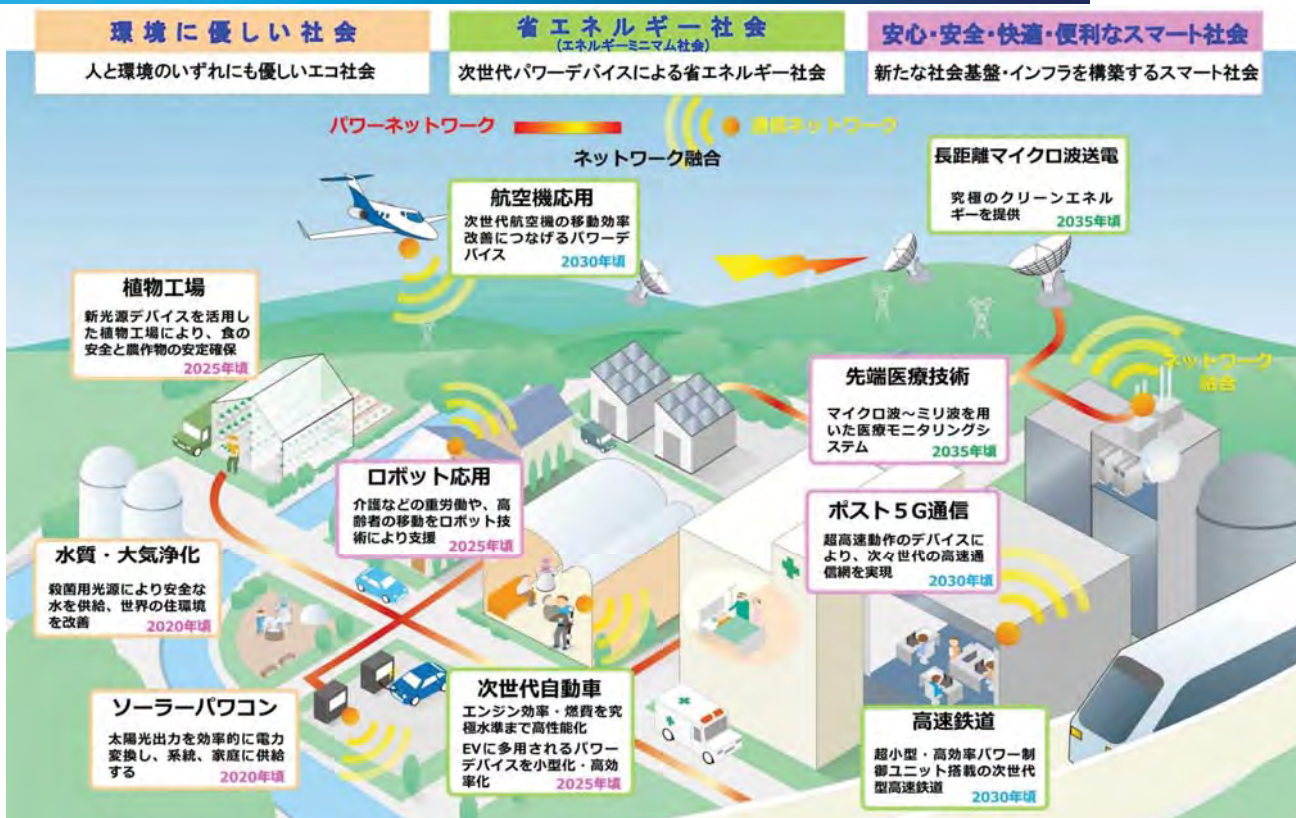 環境に優しい社会
人と環境のいずれにも優しいエコ社会
省エネルギー社会
(エネルギーミニマム社会)
次世代パワーデバイスによる省エネルギー社会
安心・安全・快適・便利なスマート社会
新たな社会基盤・インフラを構築するスマート社会
パワーネットワーク
通信ネットワーク
ネットワーク融合
航空機応用
次世代航空機の移動効率
改善につなげるパワーデ
バイス
2030年頃
長距離マイクロ波送電
究極のクリーンエネル
ギーを提供
2035年頃
植物工場
新光源デバイスを活用し
た植物工場により、食の
安全と農作物の安定確保
2025年頃
ネットワーク
融合
先端医療技術
マイクロ波～ミリ波を用
いた医療モニタリングシ
ステム
2035年頃
ロボット応用
介護などの重労働や、高
齢者の移動をロボット技
術により支援
2025年頃
ポスト5G通信
超高速動作のデバイスに
より、次々世代の高速通
信網を実現
2030年頃
水質・大気浄化
殺菌用光源により安全な
水を供給、世界の住環境
を改善
2020年頃
ソーラーパワコン
太陽光出力を効率的に電力
変換し、系統、家庭に供給
する
2020年頃
次世代自動車
エンジン効率・燃費を究
極水準まで高性能化
EVに多用されるパワー
デバイスを小型化・高効
率化
2025年頃
高速鉄道
超小型・高効率パワー制
御ユニット搭載の次世代
型高速鉄道
2030年頃